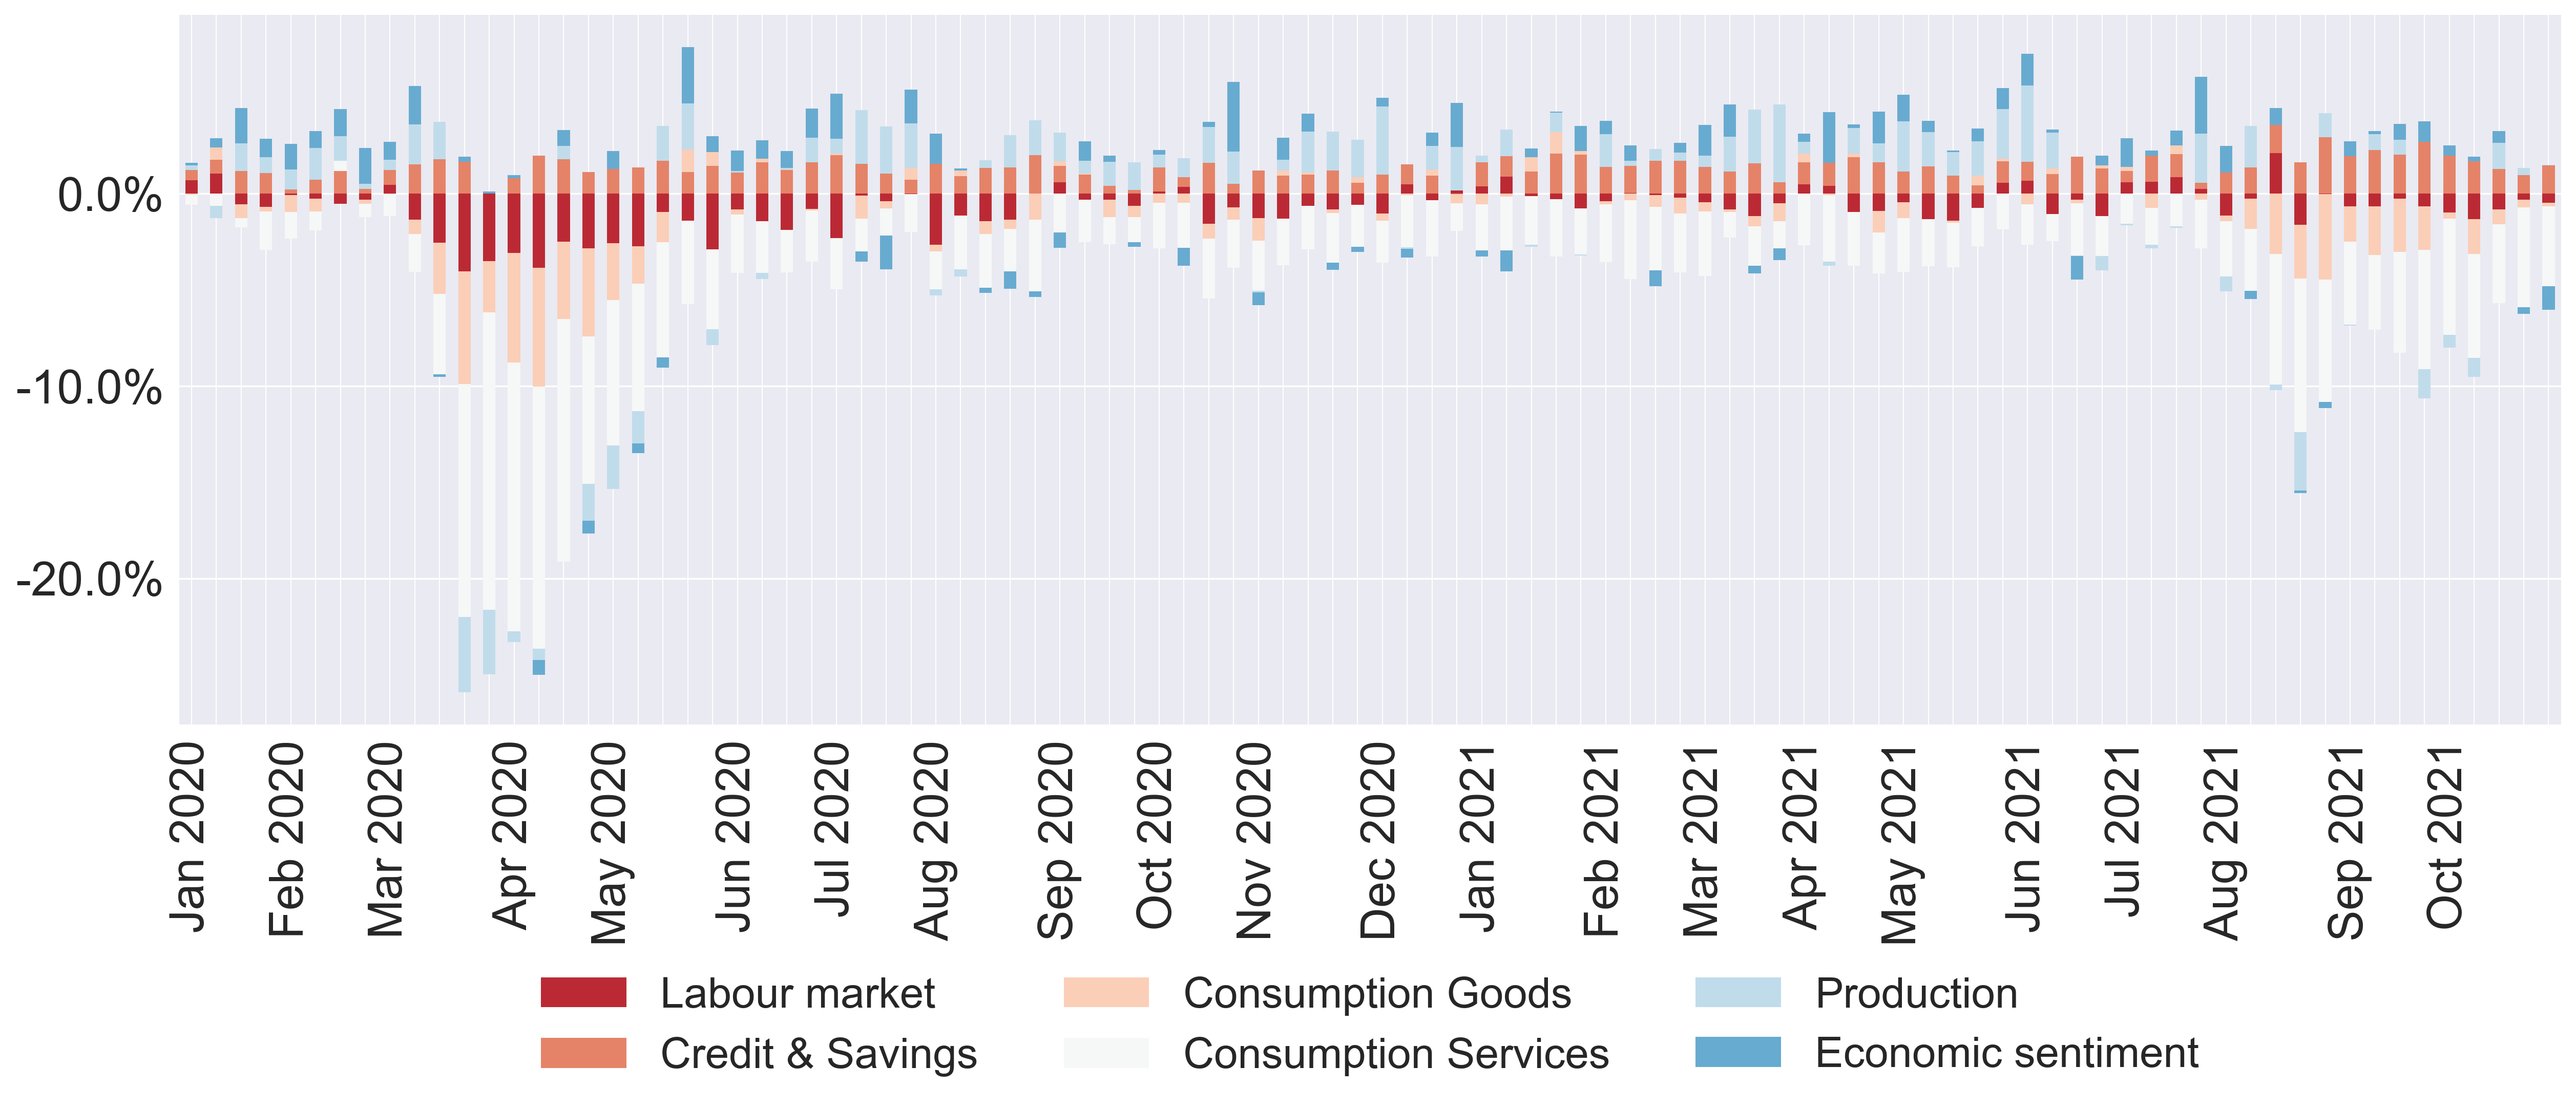 0.0%
-10.0%
-20.0%
Jan 2020
Feb 2020
Mar 2020
Apr 2020
May 2020
Jun 2020
Jul 2020
Aug 2020
Sep 2020
Oct 2020
Nov 2020
Dec 2020
Jan 2021
Feb 2021
Mar 2021
Apr 2021
May 2021
Jun 2021
Jul 2021
Aug 2021
Sep 2021
Oct 2021
Labour market
Credit & Savings
Consumption Goods
Consumption Services
Production
Economic sentiment